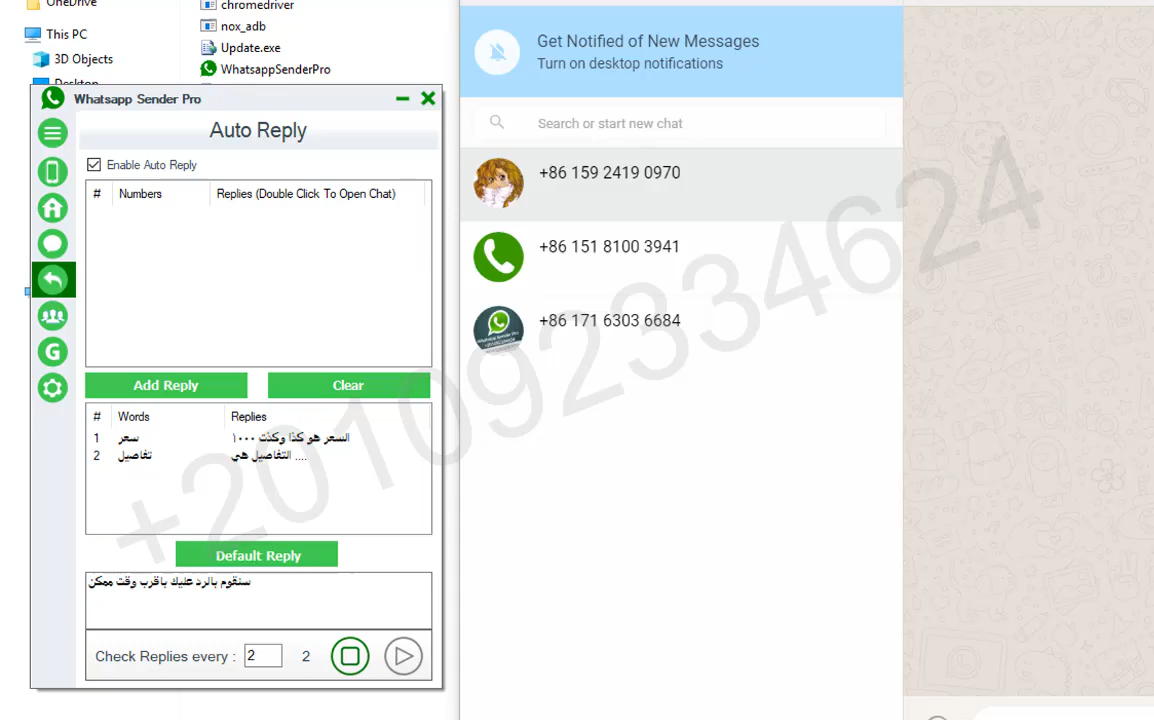 OneDrive
This PC
3D Objects
Desktop
chromedriver
nox_adb
Update.exe
WhatsappSenderPro
Whatsapp Sender Pro
Auto Reply
Enable Auto Reply
# Numbers Replies (Double Click To Open Chat)
Add Reply Clear
# Words Replies
1 سعر السعر هو كذا وكذت ١٠٠٠
2 تفاصيل التفاصيل هي ....
Default Reply
سنقوم بالرد عليك باقرب وقت ممكن
Check Replies every : 2 2
Get Notified of New Messages
Turn on desktop notifications
Search or start new chat
+86 159 2419 0970
+86 151 8100 3941
+86 171 6303 6684
+201092334624